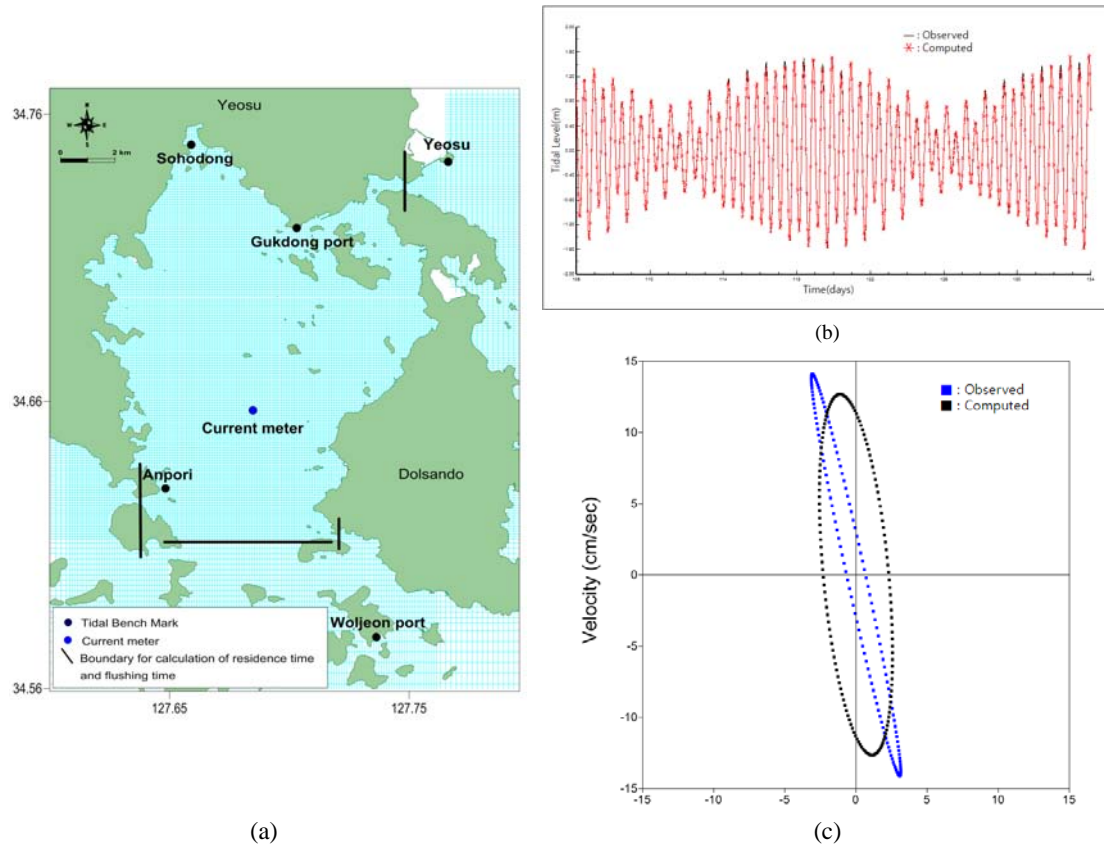 34.76
34.66
34.56
127.65
127.75
N
W
E
S
0
2 km
Yeosu
Yeosu
Sohodong
Gukdong port
Current meter
Anpori
Dolsando
Woljeon port
Tidal Bench Mark
Current meter
Boundary for calculation of residence time
and flushing time
(a)
: Observed
: Computed
Tidal Level(m)
Time(days)
(b)
15
10
5
0
-5
-10
-15
Velocity (cm/sec)
: Observed
: Computed
-15
-10
-5
0
5
10
15
(c)